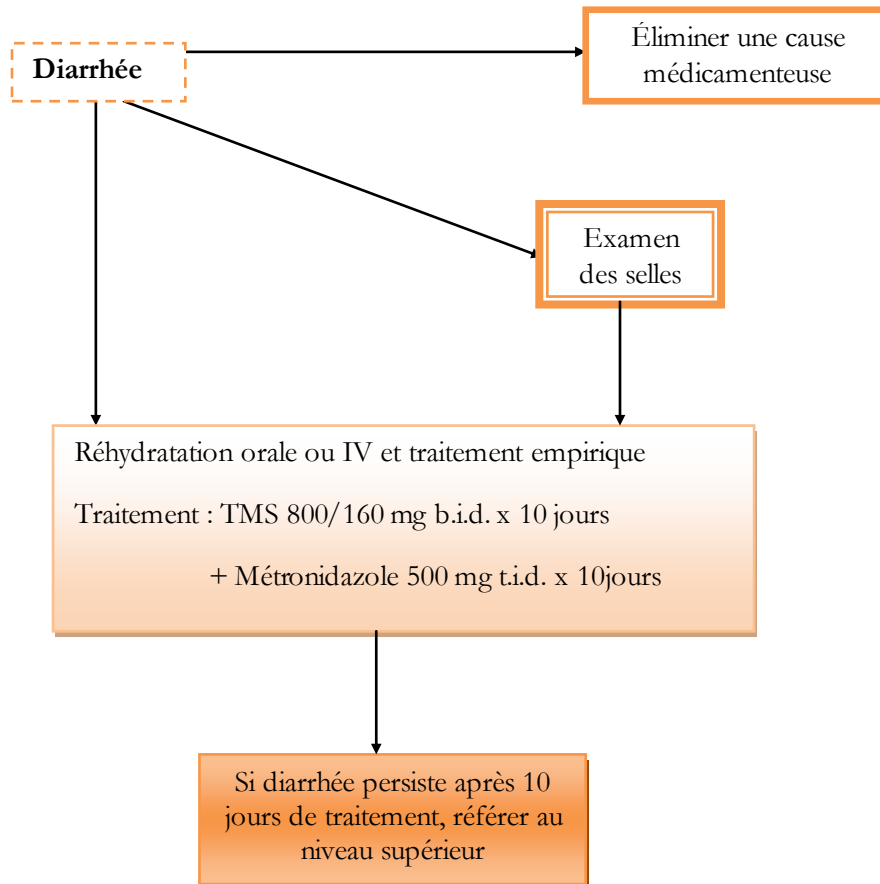 Éliminer une cause
médicamenteuse
Diarrhée
Examen
des selles
Réhydratation orale ou IV et traitement empirique
Traitement : TMS 800/160 mg b.i.d. x 10 jours
+ Métronidazole 500 mg t.i.d. x 10jours
Si diarrhée persiste après 10
jours de traitement, référer au
niveau supérieur